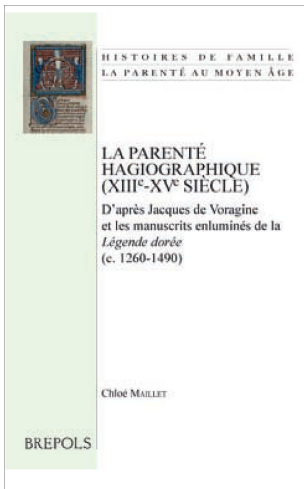 HISTOIRES DE FAMILLE
LA PARENTÉ AU MOYEN ÂGE
LA PARENTÉ
HAGIOGRAPHIQUE
(XIIIe-XVe SIÈCLE)
D'après Jacques de Voragine
et les manuscrits enluminés de la
Légende dorée
(c. 1260-1490)
Chloé MAILLET
BREPOLS